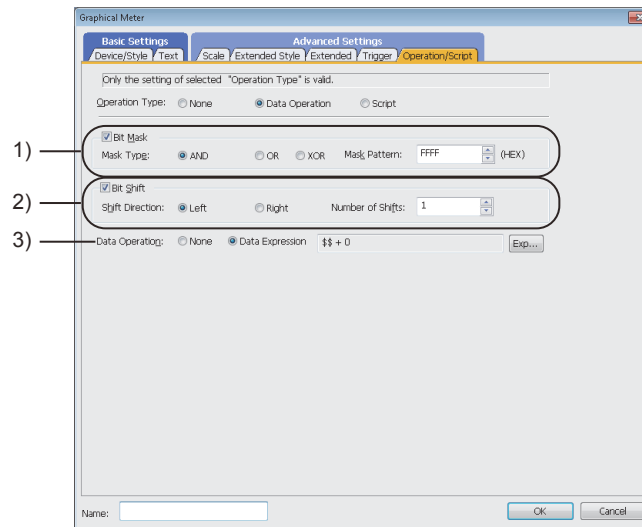 Graphical Meter
Basic Settings Advanced Settings
Device/Style Text Scale Extended Style Extended Trigger Operation/Script
Only the setting of selected "Operation Type" is valid.
Operation Type: None Data Operation Script
Bit Mask
1) Mask Type: AND OR XOR Mask Pattern: FFFF (HEX)
Bit Shift
2) Shift Direction: Left Right Number of Shifts: 1
3) Data Operation: None Data Expression $$ + 0 Exp...
Name: OK Cancel